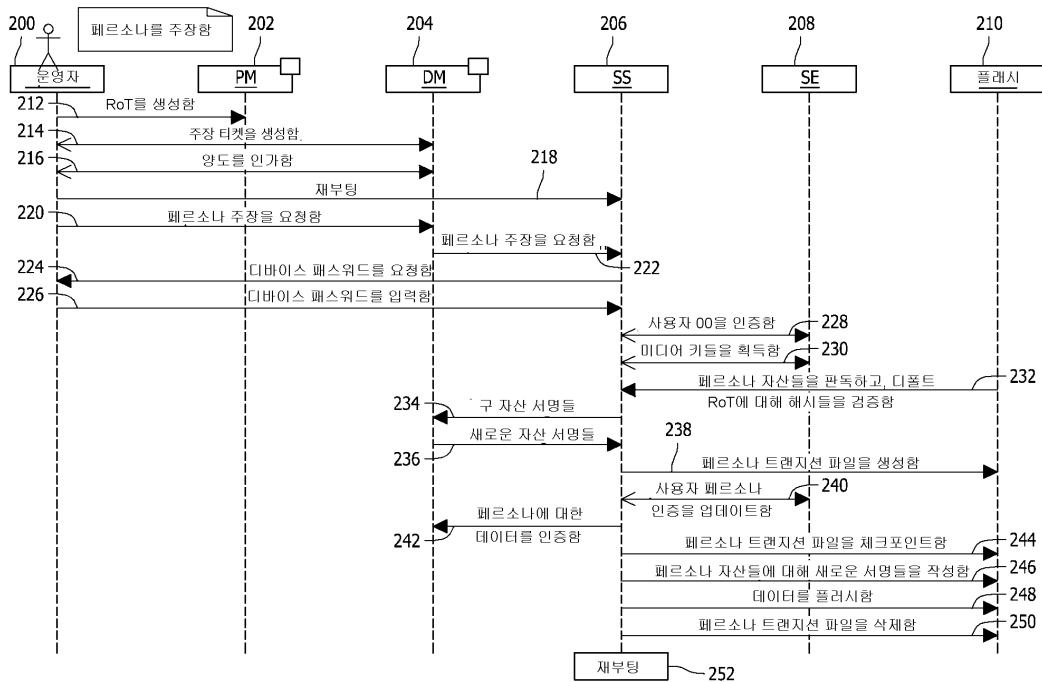 페르소나를 주장함
200
202
204
206
208
210
운영자
PM
DM
SS
SE
플래시
212
RoT를 생성함
214
주장 티켓을 생성함
216
양도를 인가함
218
재부팅
220
페르소나 주장을 요청함
페르소나 주장을 요청함
222
224
디바이스 패스워드를 요청함
226
디바이스 패스워드를 입력함
사용자 00을 인증함
228
미디어 키들을 획득함
230
페르소나 자산들을 판독하고, 디폴트
232
RoT에 대해 해시들을 검증함
234
구 자산 서명들
새로운 자산 서명들
236
238
페르소나 트랜지션 파일을 생성함
사용자 페르소나
240
인증을 업데이트함
페르소나에 대한
242
데이터를 인증함
페르소나 트랜지션 파일을 체크포인트함
244
페르소나 자산들에 대해 새로운 서명들을 작성함
246
데이터를 플러시함
248
페르소나 트랜지션 파일을 삭제함
250
재부팅
252